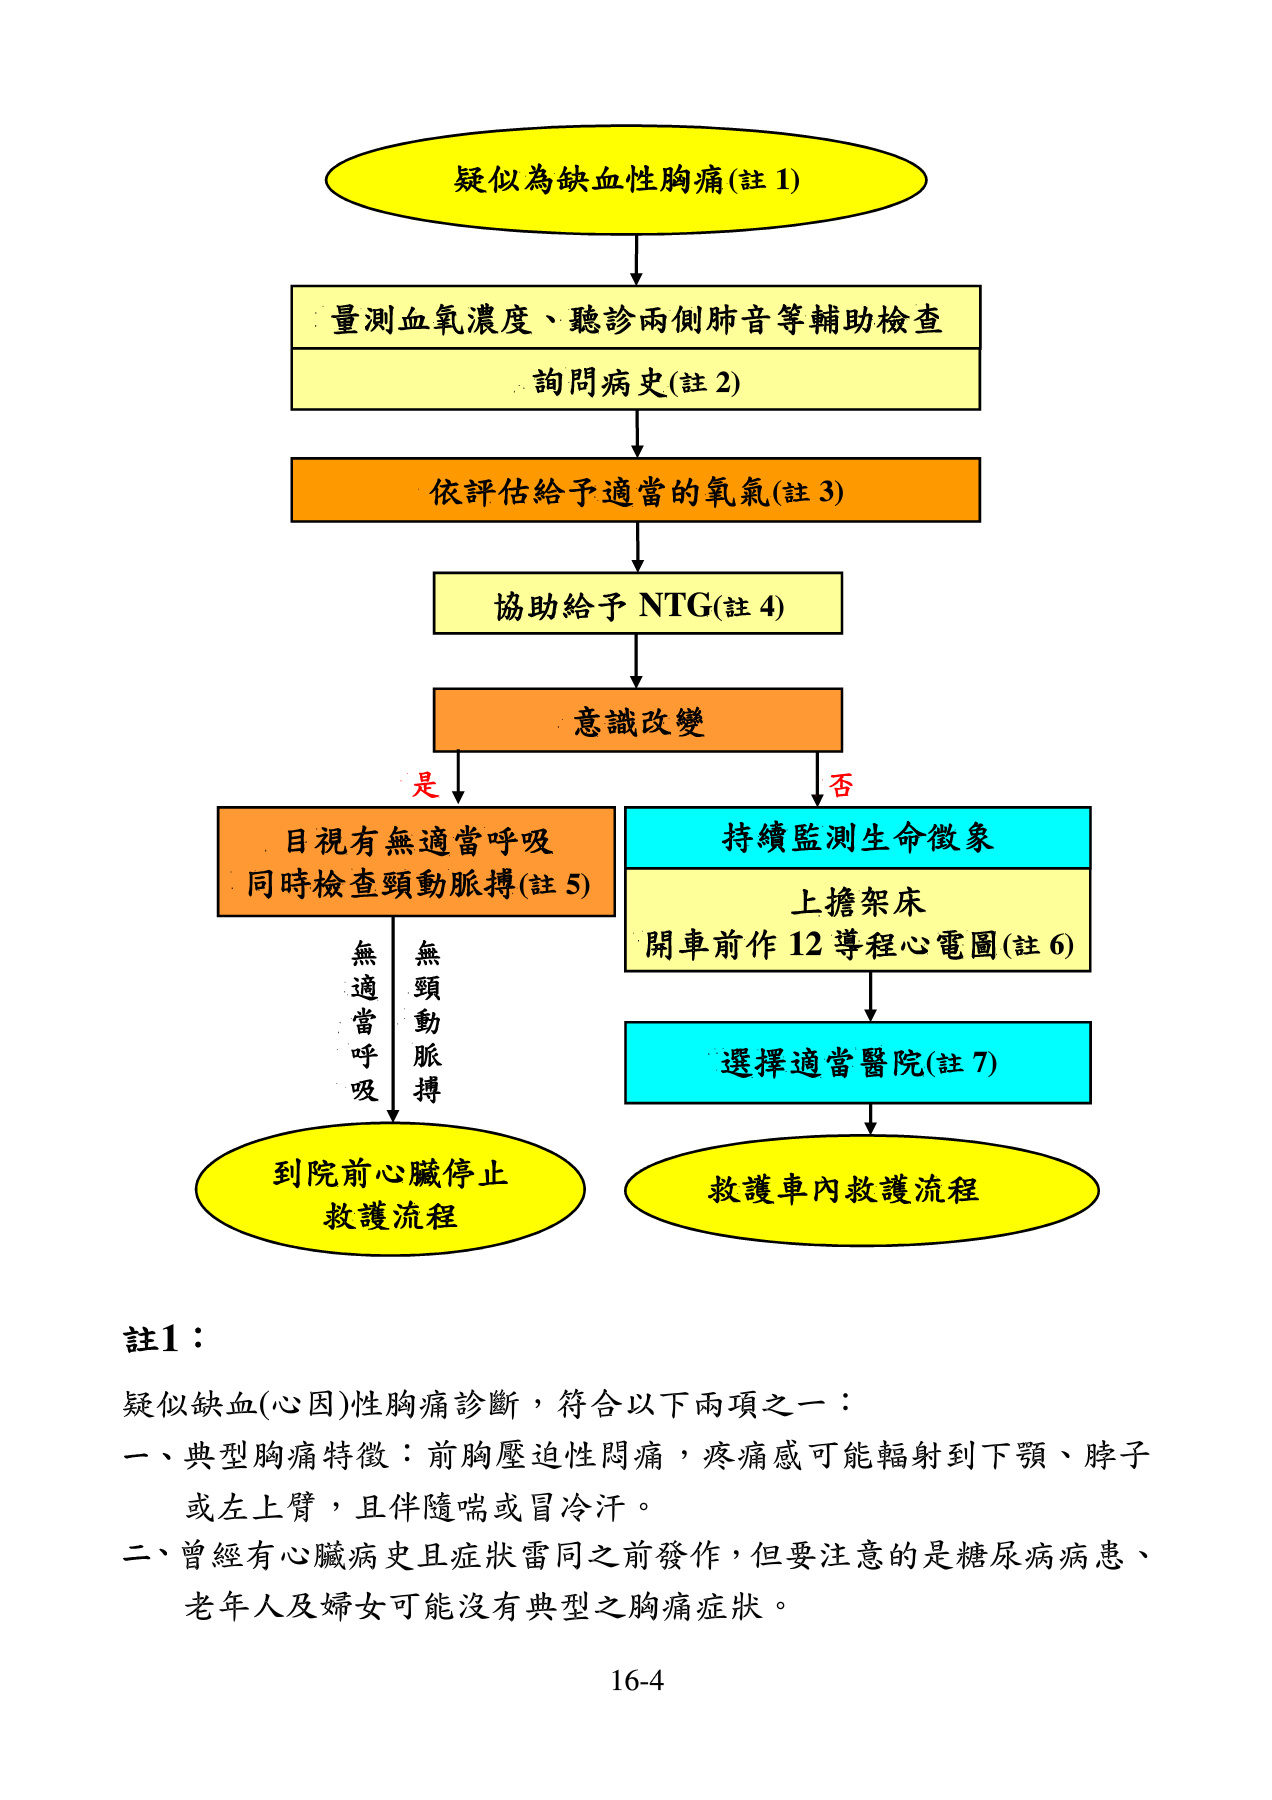 疑似為缺血性胸痛(註 1)
量測血氧濃度、聽診兩側肺音等輔助檢查
詢問病史(註 2)
依評估給予適當的氧氣(註 3)
協助給予 NTG(註 4)
意識改變
是
否
目視有無適當呼吸
同時檢查頸動脈搏(註 5)
持續監測生命徵象
上擔架床
開車前作 12 導程心電圖(註 6)
無適當呼吸
無頸動脈搏
選擇適當醫院(註 7)
到院前心臟停止
救護流程
救護車內救護流程
註1：
疑似缺血(心因)性胸痛診斷，符合以下兩項之一：
一、典型胸痛特徵：前胸壓迫性悶痛，疼痛感可能輻射到下顎、脖子
或左上臂，且伴隨喘或冒冷汗。
二、曾經有心臟病史且症狀雷同之前發作，但要注意的是糖尿病病患、
老年人及婦女可能沒有典型之胸痛症狀。
16-4